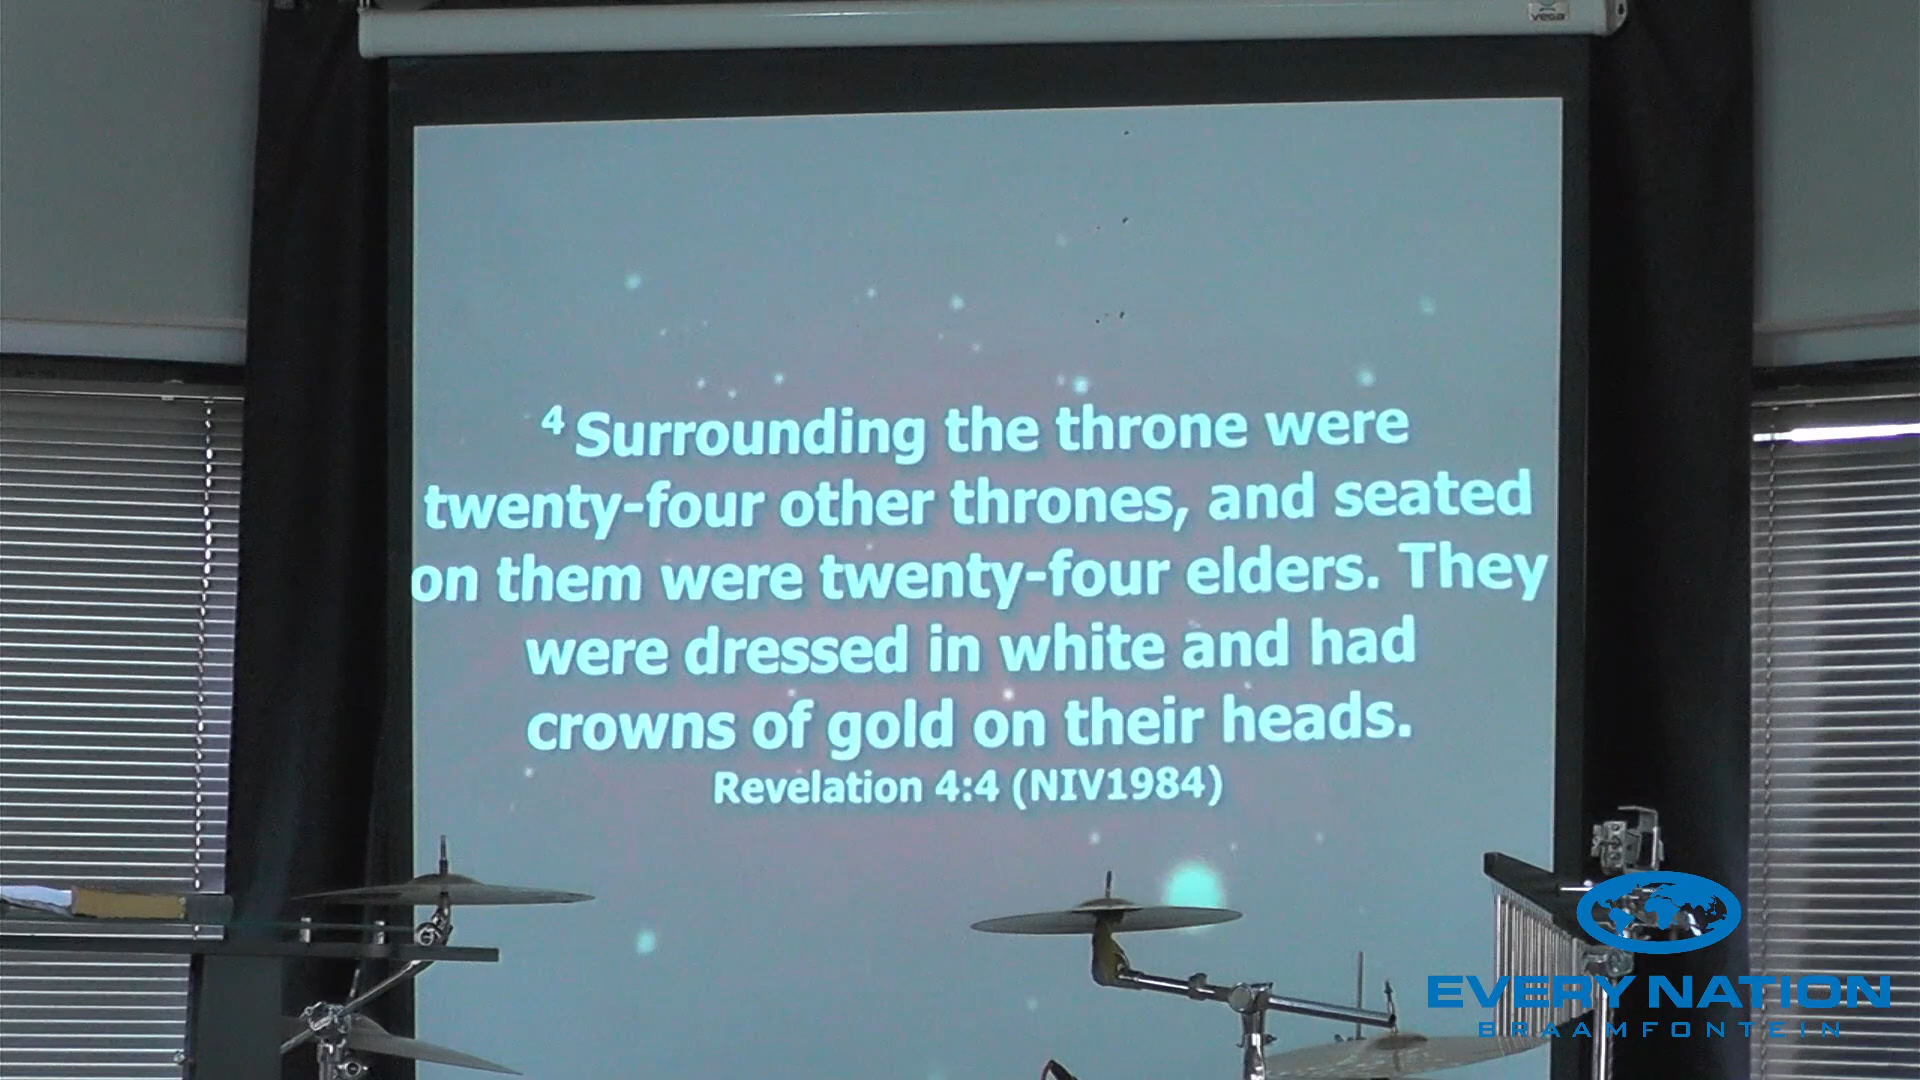 vega
4 Surrounding the throne were
twenty-four other thrones, and seated
on them were twenty-four elders. They
were dressed in white and had
crowns of gold on their heads.
Revelation 4:4 (NIV1984)
EVERY NATION
BRAAMFONTEIN